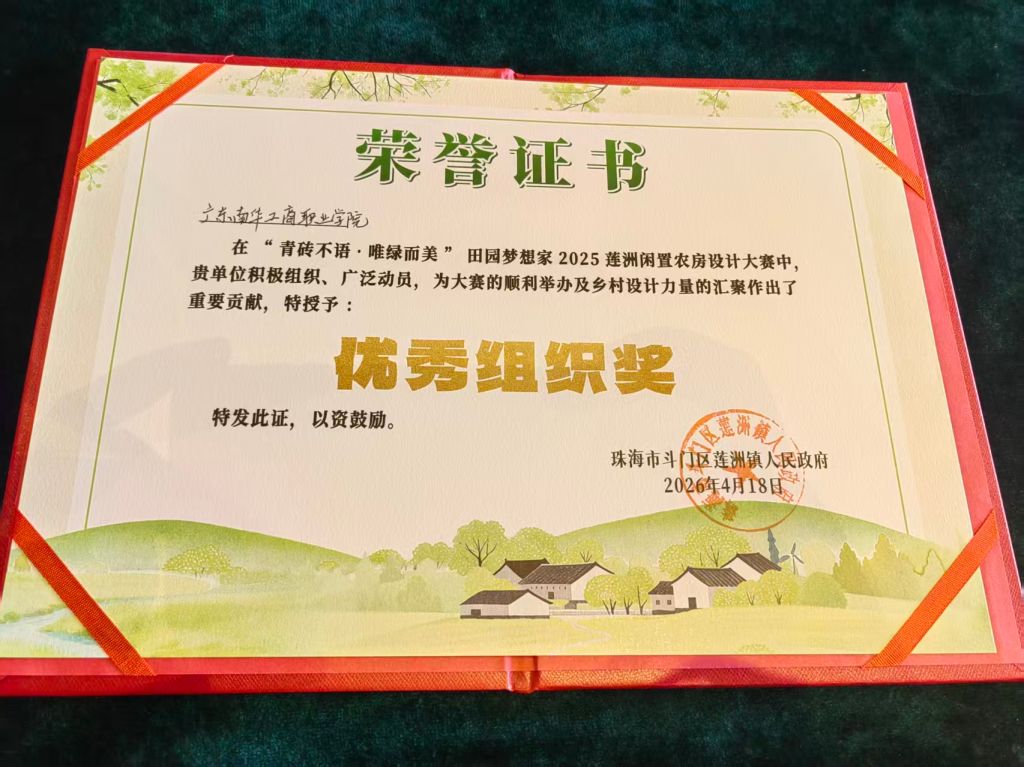 荣誉证书
广东南华工商职业学院
在“青砖不语·唯绿而美”田园梦想家2025莲洲闲置农房设计大赛中，
贵单位积极组织、广泛动员，为大赛的顺利举办及乡村设计力量的汇聚作出了
重要贡献，特授予：
优秀组织奖
特发此证，以资鼓励。
珠海市斗门区莲洲镇人民政府
2026年4月18日